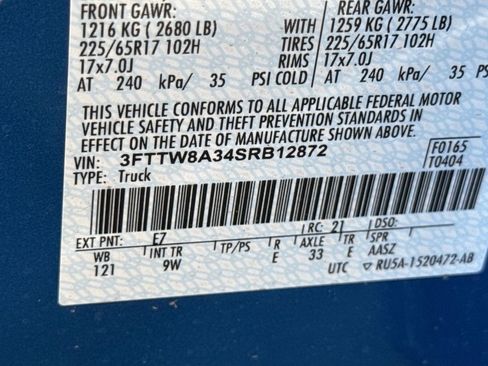 FRONT GAWR: REAR GAWR:
1216 KG ( 2680 LB) WITH 1259 KG ( 2775 LB)
225/65R17 102H TIRES 225/65R17 102H
17x7.0J RIMS 17x7.0J
AT 240 kPa/ 35 PSI COLD AT 240 kPa/ 35 PS
THIS VEHICLE CONFORMS TO ALL APPLICABLE FEDERAL MOTOR
VEHICLE SAFETY AND THEFT PREVENTION STANDARDS IN
EFFECT ON THE DATE OF MANUFACTURE SHOWN ABOVE.
VIN: 3FTTW8A34SRB12872 F0165
TYPE: Truck T0404
EXT PNT: E7 RC: 21 DSO:
WB INT TR TP/PS R AXLE TR SPR
121 9W E 33 E AASZ
UTC ▽ RU5A-1520472-AB